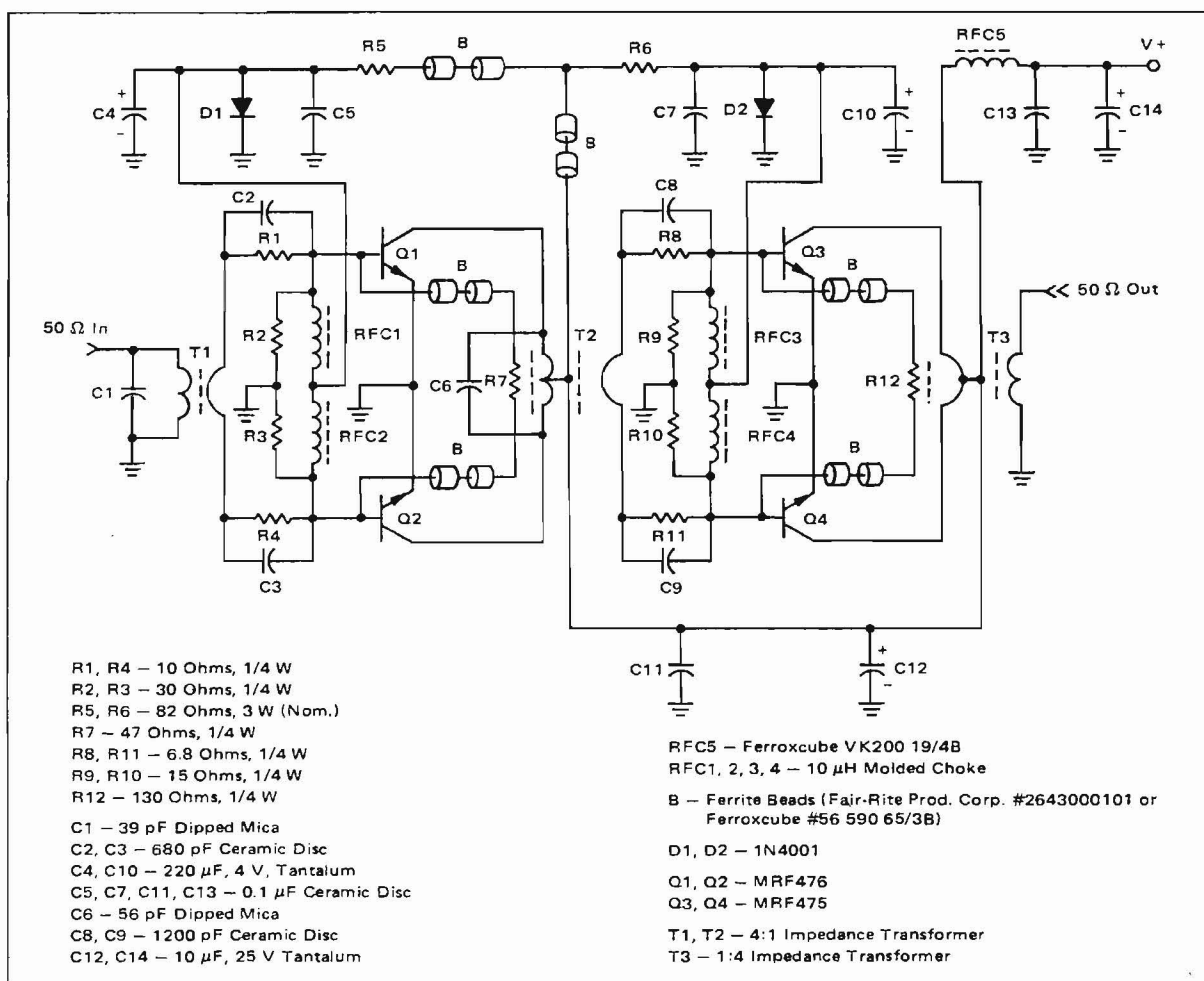 RFC5
R5
B
R6
V+
+
C4
−
D1
C5
B
C7
D2
+
C10
−
C13
+
C14
−
C2
R1
Q1
B
C8
R8
Q3
B
50 Ω In
T1
R2
RFC1
C1
R3
RFC2
C6
R7
T2
R9
RFC3
R10
RFC4
R12
T3
50 Ω Out
B
B
R4
Q2
C3
R11
Q4
C9
C11
+
C12
−
R1, R4 – 10 Ohms, 1/4 W
R2, R3 – 30 Ohms, 1/4 W
R5, R6 – 82 Ohms, 3 W (Nom.)
R7 – 47 Ohms, 1/4 W
R8, R11 – 6.8 Ohms, 1/4 W
R9, R10 – 15 Ohms, 1/4 W
R12 – 130 Ohms, 1/4 W
C1 – 39 pF Dipped Mica
C2, C3 – 680 pF Ceramic Disc
C4, C10 – 220 µF, 4 V, Tantalum
C5, C7, C11, C13 – 0.1 µF Ceramic Disc
C6 – 56 pF Dipped Mica
C8, C9 – 1200 pF Ceramic Disc
C12, C14 – 10 µF, 25 V Tantalum
RFC5 – Ferroxcube VK200 19/4B
RFC1, 2, 3, 4 – 10 µH Molded Choke
B – Ferrite Beads (Fair-Rite Prod. Corp. #2643000101 or
Ferroxcube #56 590 65/3B)
D1, D2 – 1N4001
Q1, Q2 – MRF476
Q3, Q4 – MRF475
T1, T2 – 4:1 Impedance Transformer
T3 – 1:4 Impedance Transformer